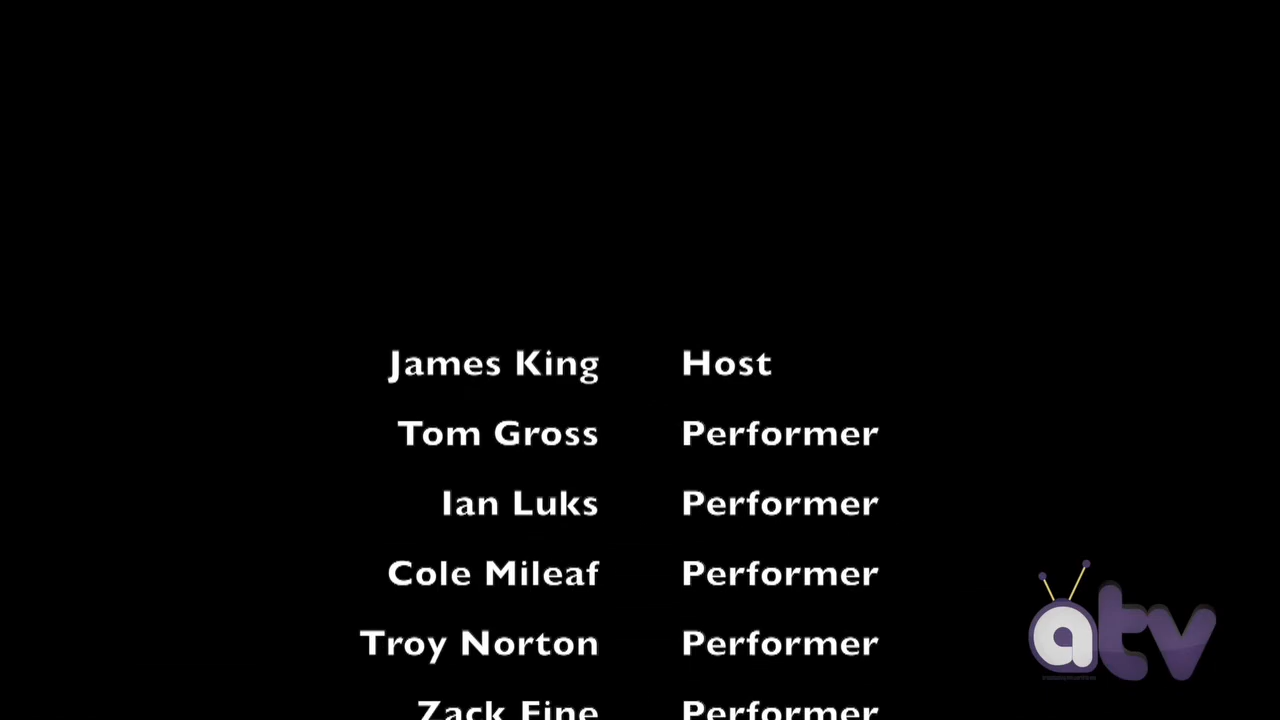 James King Host
Tom Gross Performer
Ian Luks Performer
Cole Mileaf Performer
Troy Norton Performer
Zack Fine Performer
atv